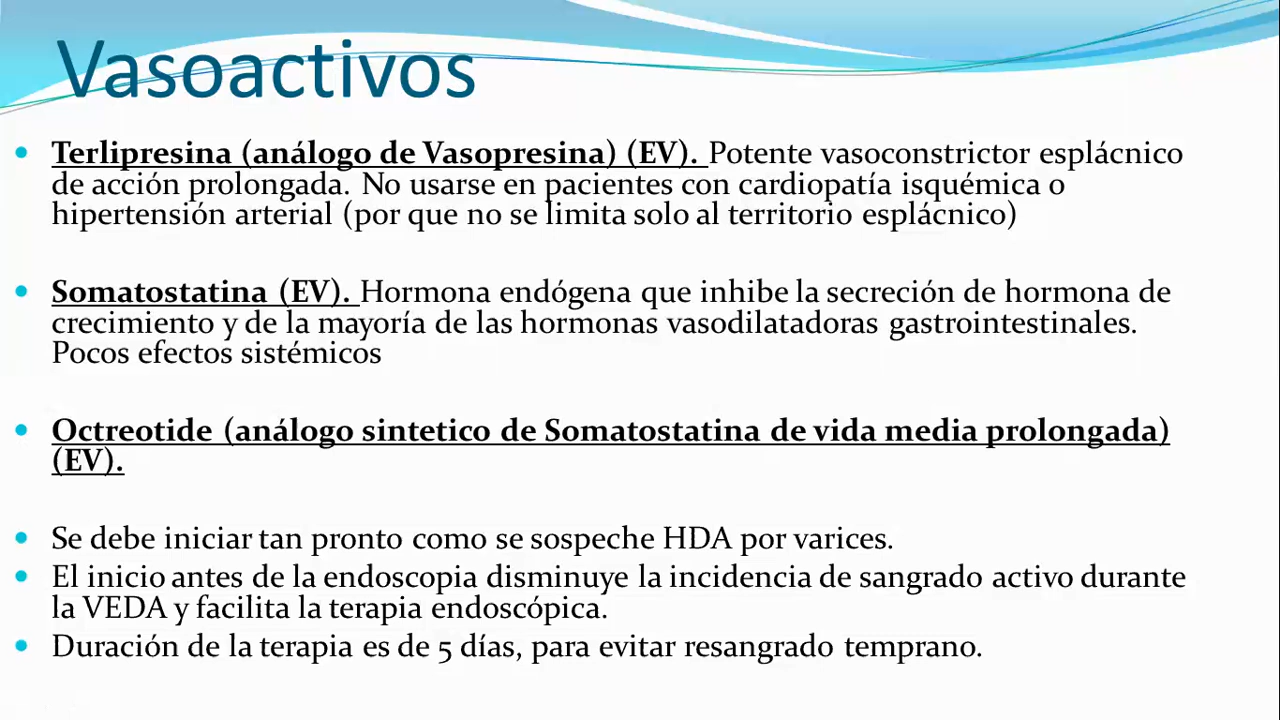 Vasoactivos
• Terlipresina (análogo de Vasopresina) (EV). Potente vasoconstrictor esplácnico
de acción prolongada. No usarse en pacientes con cardiopatía isquémica o
hipertensión arterial (por que no se limita solo al territorio esplácnico)
• Somatostatina (EV). Hormona endógena que inhibe la secreción de hormona de
crecimiento y de la mayoría de las hormonas vasodilatadoras gastrointestinales.
Pocos efectos sistémicos
• Octreotide (análogo sintetico de Somatostatina de vida media prolongada)
(EV).
• Se debe iniciar tan pronto como se sospeche HDA por varices.
• El inicio antes de la endoscopia disminuye la incidencia de sangrado activo durante
la VEDA y facilita la terapia endoscópica.
• Duración de la terapia es de 5 días, para evitar resangrado temprano.